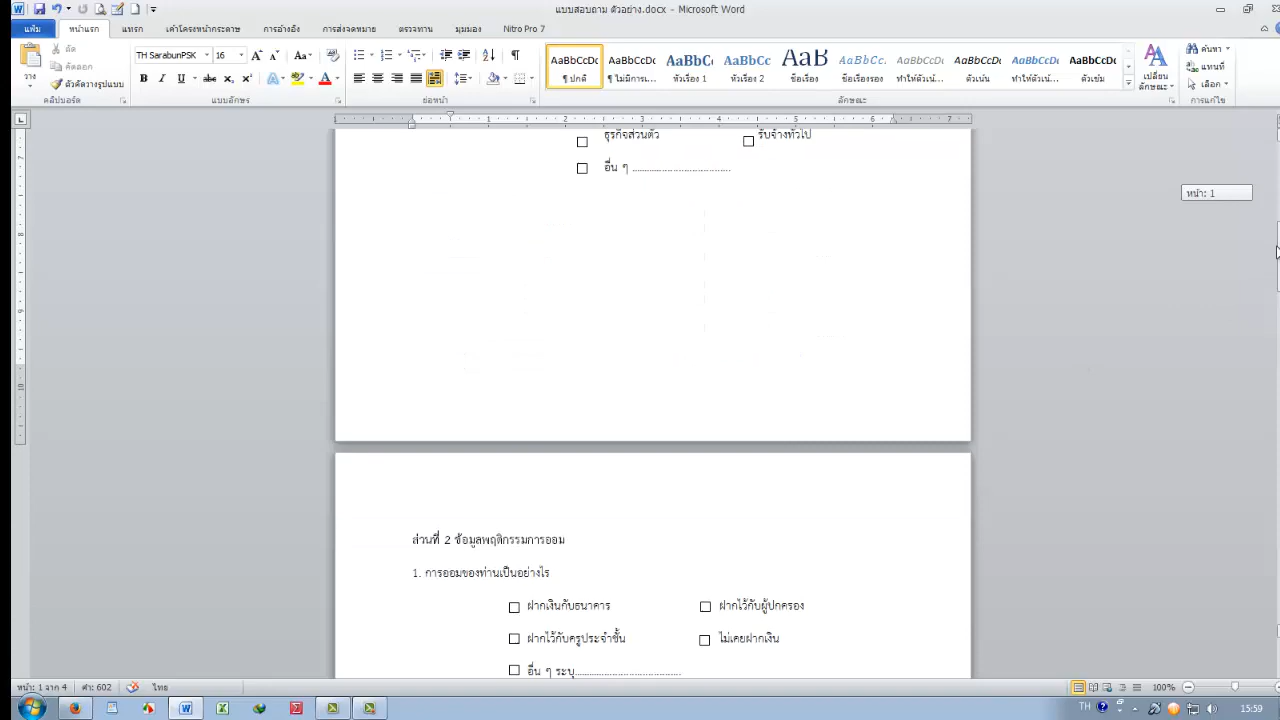 แบบสอบถาม ตัวอย่าง.docx - Microsoft Word
แฟ้ม หน้าแรก แทรก เค้าโครงหน้ากระดาษ การอ้างอิง การส่งจดหมาย ตรวจทาน มุมมอง Nitro Pro 7
วาง
ตัด
คัดลอก
ตัวคัดวางรูปแบบ
คลิปบอร์ด
TH SarabunPSK 16
แบบอักษร
ย่อหน้า
AaBbCcDc AaBbCcDc AaBbCc AaBbCc AaB AaBbCc. AaBbCcDc AaBbCcDc AaBbCcDc AaBbCcDc AaBbCcDc
¶ ปกติ ¶ ไม่มีการเ... หัวเรื่อง 1 หัวเรื่อง 2 ชื่อเรื่อง ชื่อเรื่องรอง ทำให้ตัวเน้... ตัวเน้น ทำให้ตัวเน้... ตัวเข้ม
ลักษณะ
เปลี่ยน
ลักษณะ
ค้นหา
แทนที่
เลือก
การแก้ไข
1 2 3 4 5 6 7
ธุรกิจส่วนตัว รับจ้างทั่วไป
อื่น ๆ ..................................
หน้า: 1
ส่วนที่ 2 ข้อมูลพฤติกรรมการออม
1. การออมของท่านเป็นอย่างไร
ฝากเงินกับธนาคาร ฝากไว้กับผู้ปกครอง
ฝากไว้กับครูประจำชั้น ไม่เคยฝากเงิน
อื่น ๆ ระบุ....................................
หน้า: 1 จาก 4 คำ: 602 ไทย 100%
TH 15:59